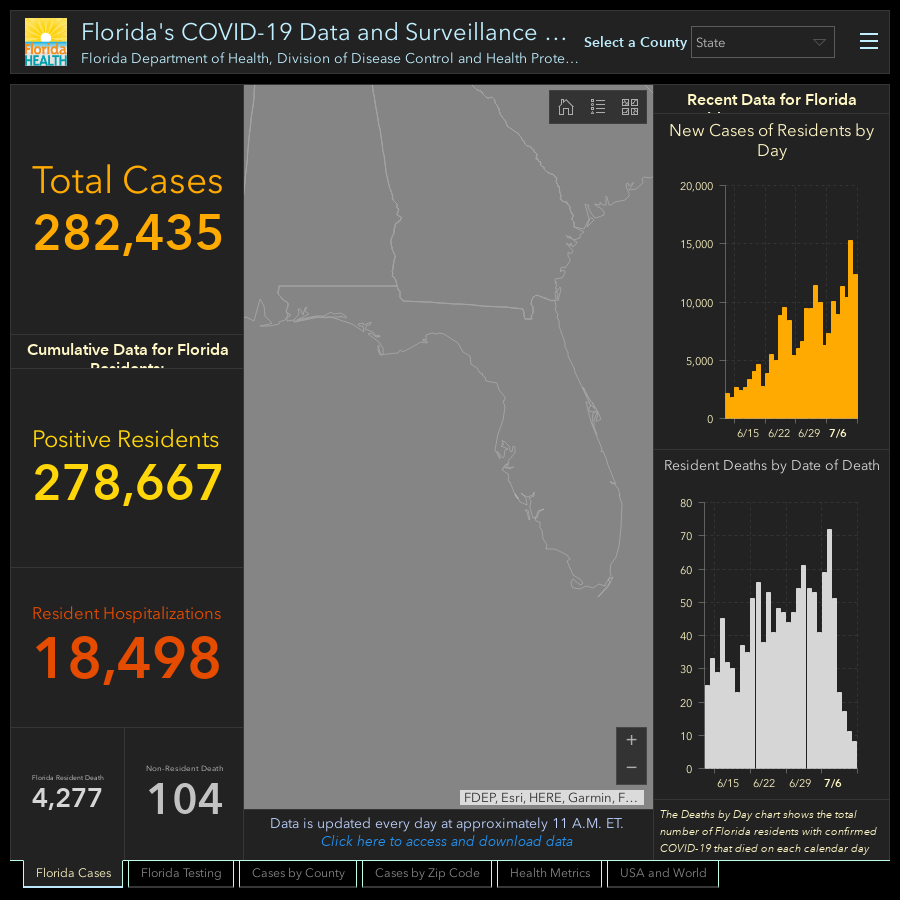 Florida HEALTH
Florida's COVID-19 Data and Surveillance ...
Florida Department of Health, Division of Disease Control and Health Prote...
Select a County
State
Total Cases
282,435
Cumulative Data for Florida
Residents:
Positive Residents
278,667
Resident Hospitalizations
18,498
Florida Resident Death
4,277
Non-Resident Death
104
+
−
FDEP, Esri, HERE, Garmin, F...
Data is updated every day at approximately 11 A.M. ET.
Click here to access and download data
Recent Data for Florida
New Cases of Residents by
Day
20,000
15,000
10,000
5,000
0
6/15 6/22 6/29 7/6
Resident Deaths by Date of Death
80
70
60
50
40
30
20
10
0
6/15 6/22 6/29 7/6
The Deaths by Day chart shows the total
number of Florida residents with confirmed
COVID-19 that died on each calendar day
Florida Cases
Florida Testing
Cases by County
Cases by Zip Code
Health Metrics
USA and World